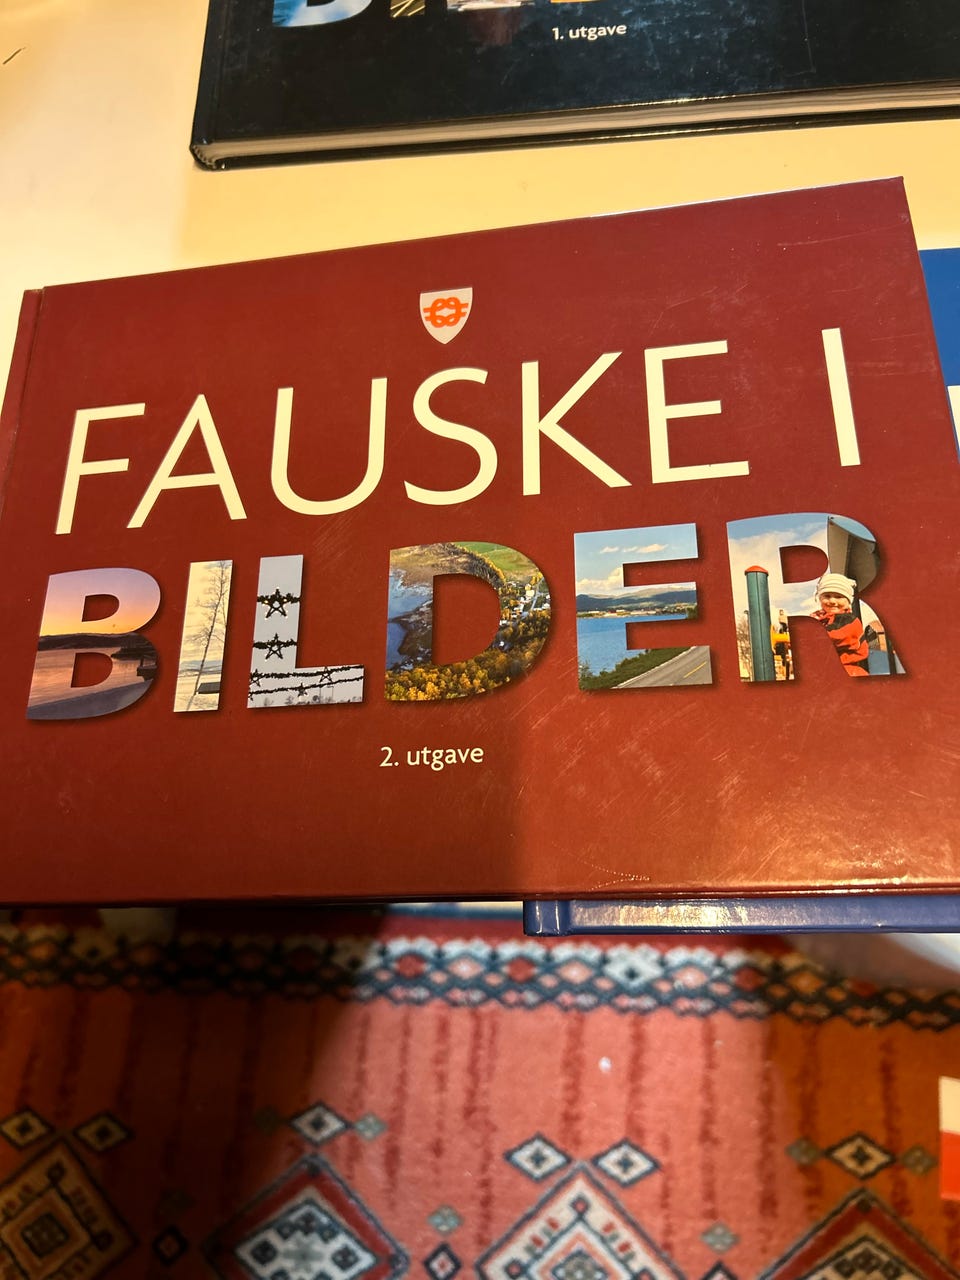 1. utgave
FAUSKE I
BILDER
2. utgave